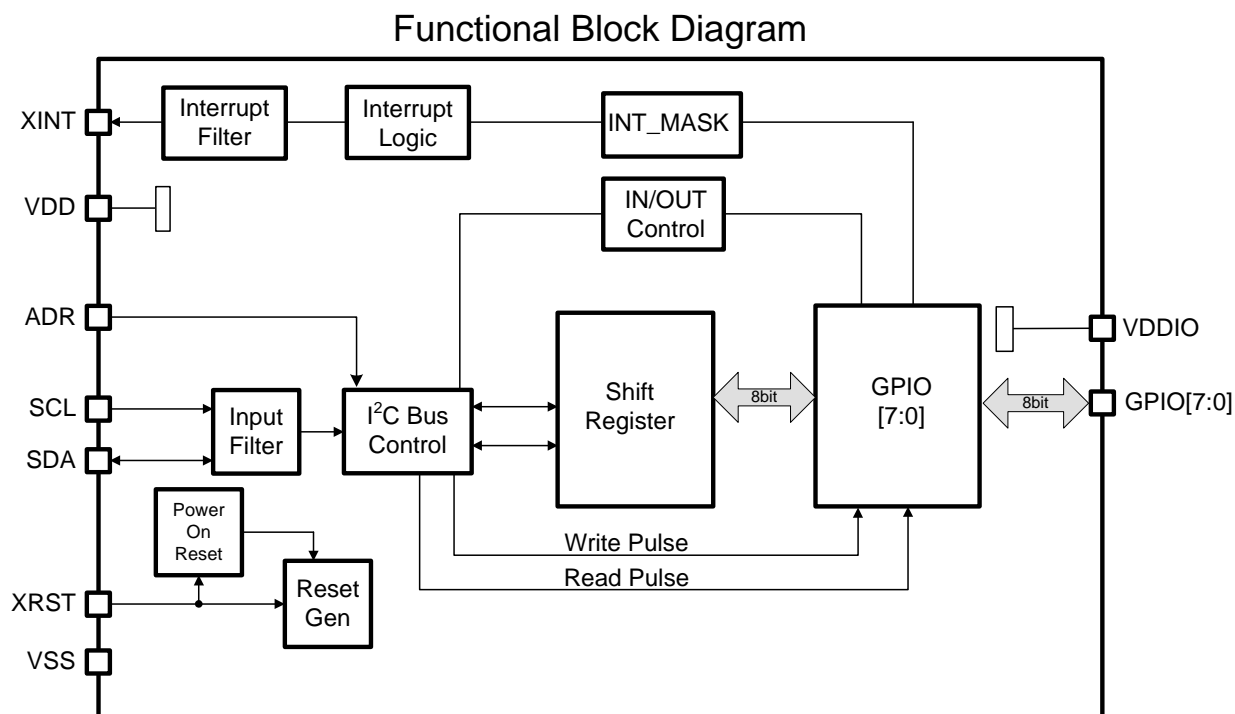 Functional Block Diagram
XINT
Interrupt
Filter
Interrupt
Logic
INT_MASK
VDD
IN/OUT
Control
ADR
VDDIO
SCL
SDA
Input
Filter
I²C Bus
Control
Shift
Register
8bit
GPIO
[7:0]
8bit
GPIO[7:0]
Power
On
Reset
Write Pulse
Read Pulse
XRST
Reset
Gen
VSS